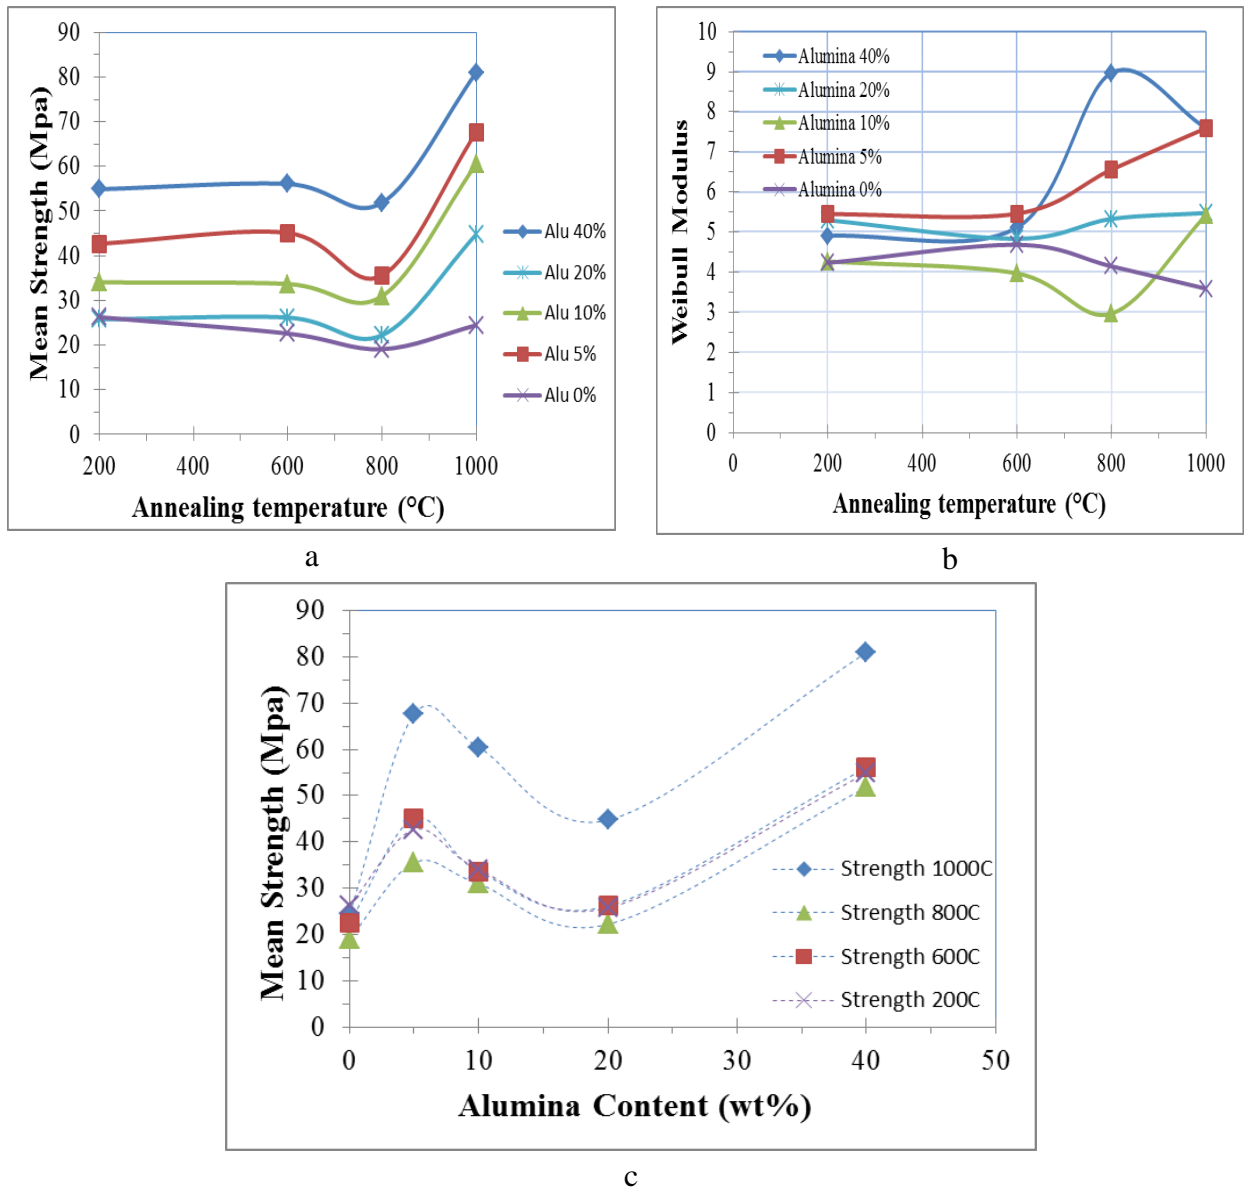 90
80
70
60
50
40
30
20
10
0
Mean Strength (Mpa)
200 400 600 800 1000
Annealing temperature (°C)
Alu 40%
Alu 20%
Alu 10%
Alu 5%
Alu 0%
a
10
9
8
7
6
5
4
3
2
1
0
Weibull Modulus
0 200 400 600 800 1000
Annealing temperature (°C)
Alumina 40%
Alumina 20%
Alumina 10%
Alumina 5%
Alumina 0%
b
90
80
70
60
50
40
30
20
10
0
Mean Strength (Mpa)
0 10 20 30 40 50
Alumina Content (wt%)
Strength 1000C
Strength 800C
Strength 600C
Strength 200C
c